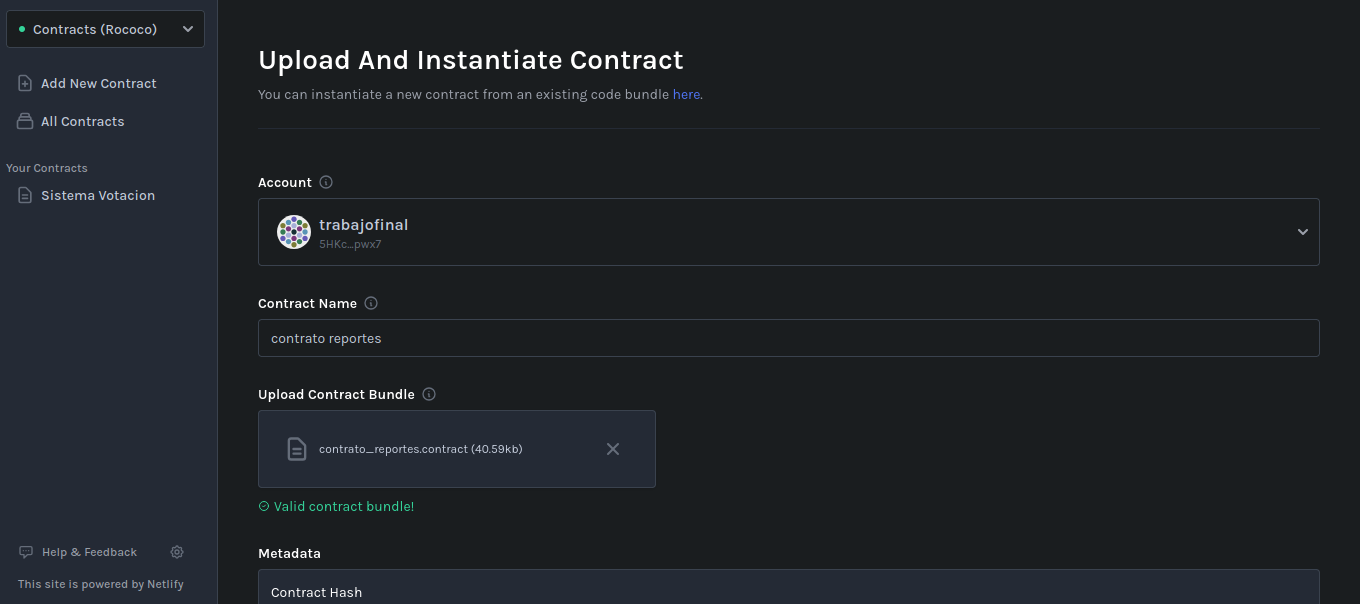 Contracts (Rococo)
Add New Contract
All Contracts
Your Contracts
Sistema Votacion
Help & Feedback
This site is powered by Netlify
Upload And Instantiate Contract
You can instantiate a new contract from an existing code bundle here.
Account
trabajofinal
5HKc...pwx7
Contract Name
contrato reportes
Upload Contract Bundle
contrato_reportes.contract (40.59kb)
Valid contract bundle!
Metadata
Contract Hash